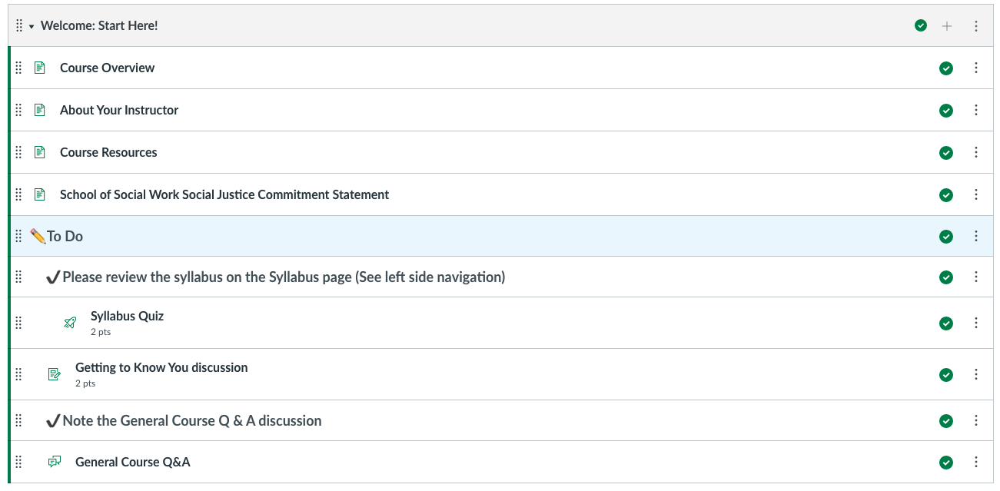 Welcome: Start Here!
Course Overview
About Your Instructor
Course Resources
School of Social Work Social Justice Commitment Statement
✏️To Do
✔Please review the syllabus on the Syllabus page (See left side navigation)
Syllabus Quiz
2 pts
Getting to Know You discussion
2 pts
✔Note the General Course Q & A discussion
General Course Q&A